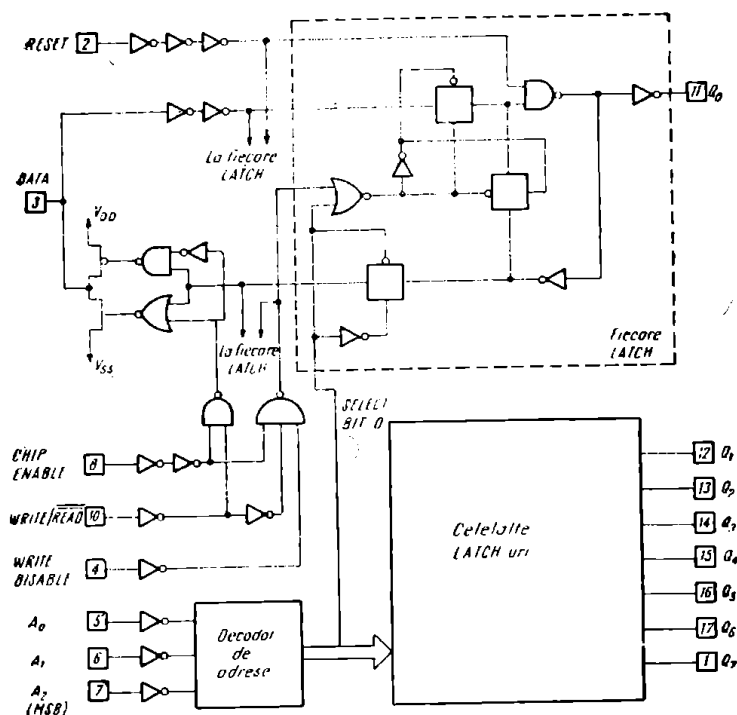 RESET 2
11 Q0
La fiecare
LATCH
DATA
3
VDD
VSS
La fiecare
LATCH
Fiecare
LATCH
SELECT
BIT 0
CHIP
ENABLE 8
WRITE/READ 10
WRITE
DISABLE 4
A0 5
A1 6
A2 7
(MSB)
Decodor
de
adrese
Celelalte
LATCH uri
12 Q1
13 Q2
14 Q3
15 Q4
16 Q5
17 Q6
1 Q7